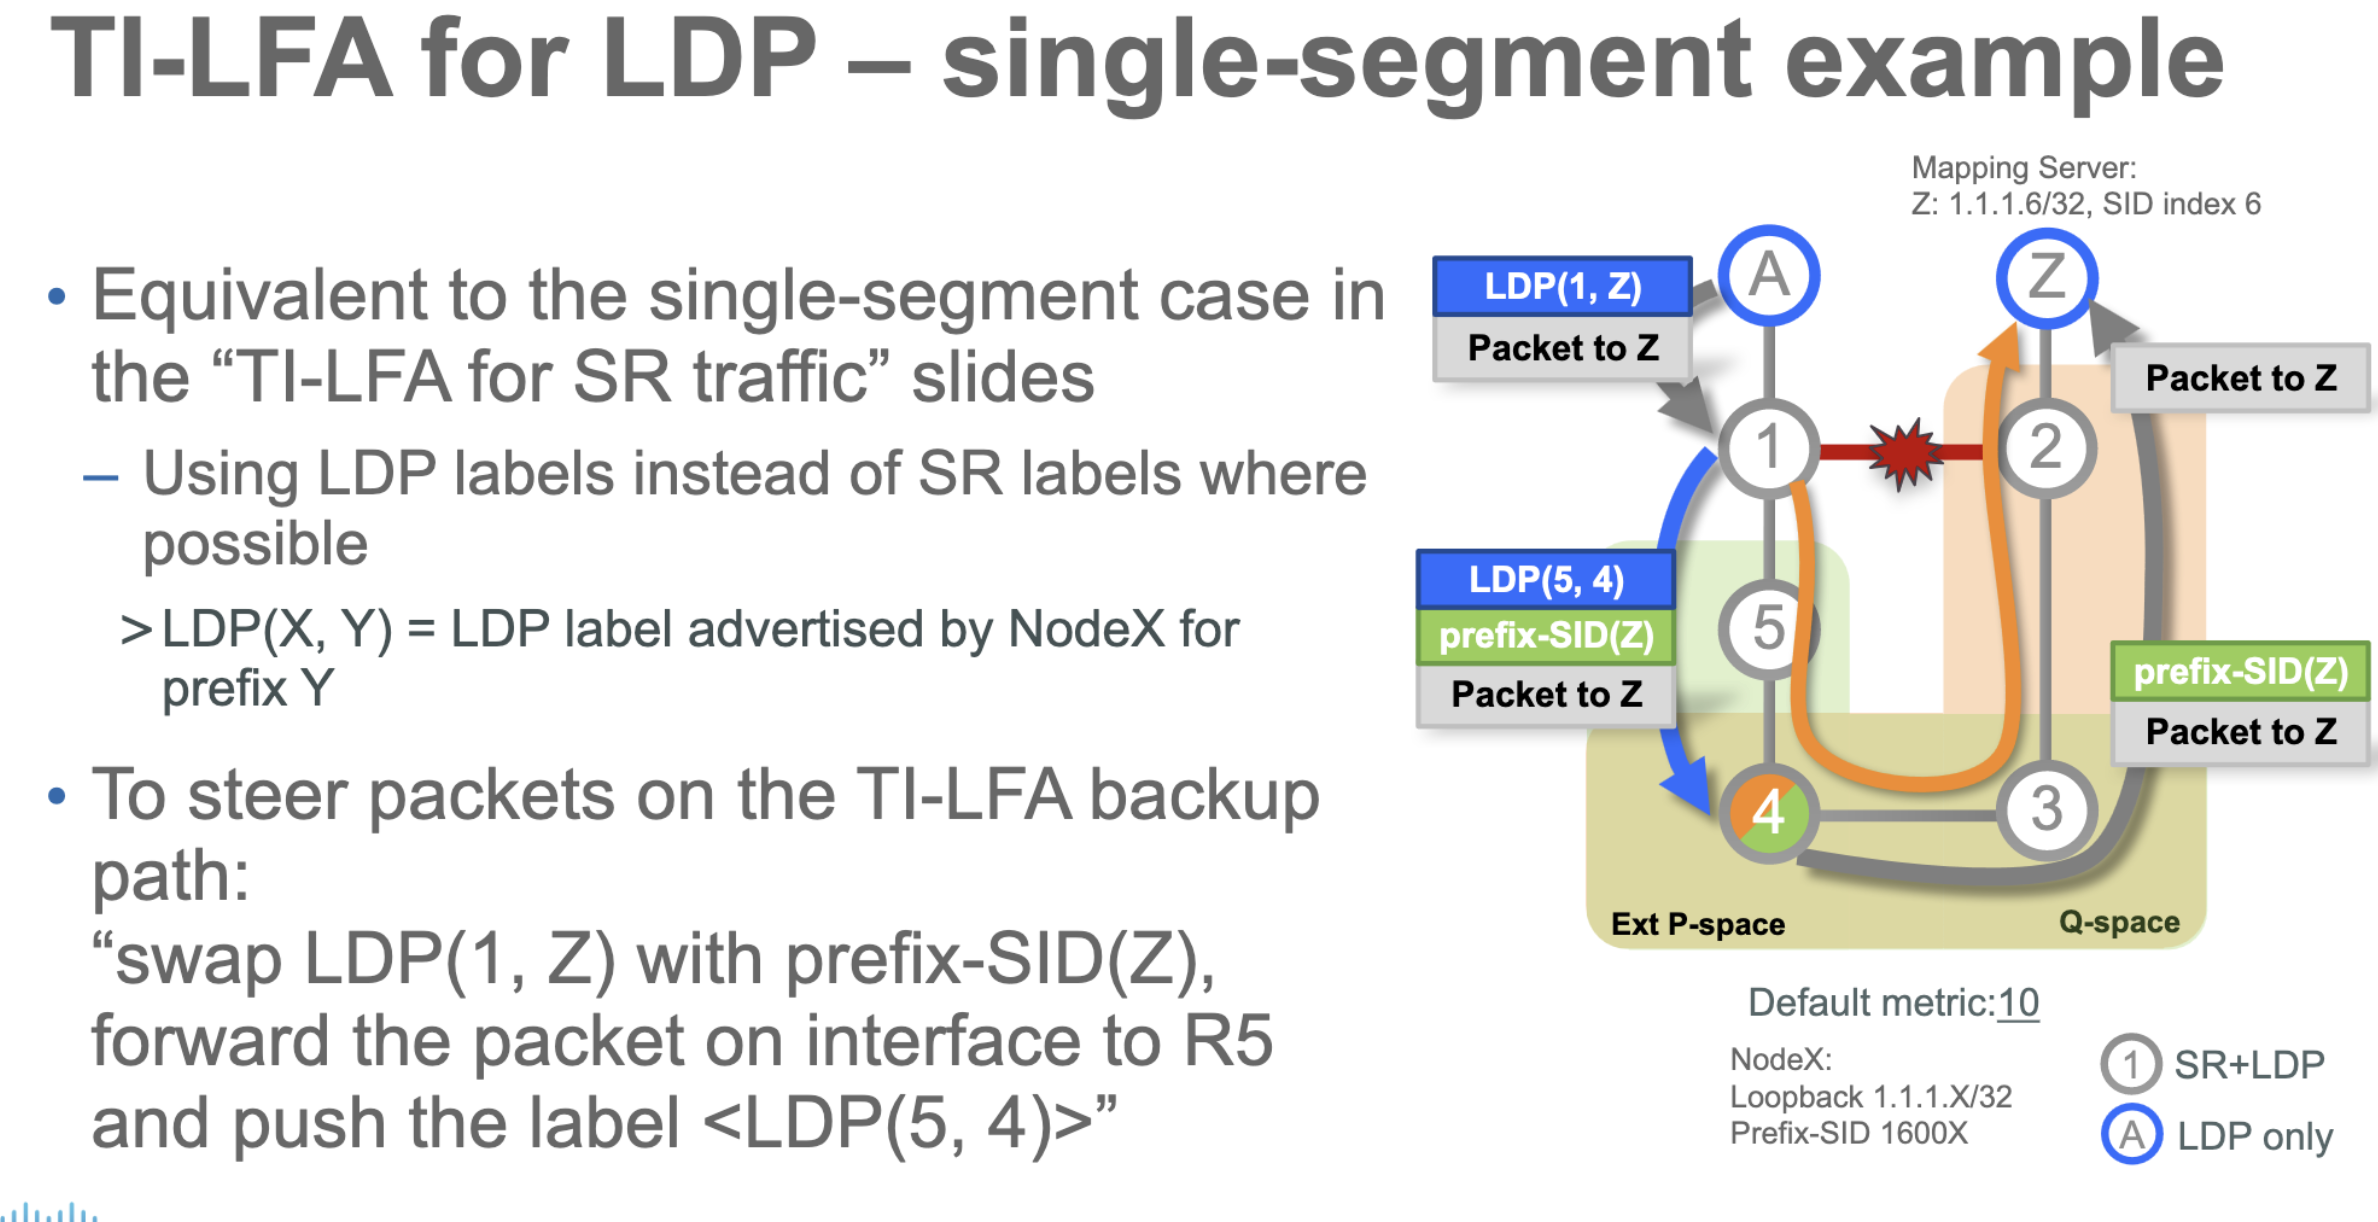 TI-LFA for LDP – single-segment example
Mapping Server:
Z: 1.1.1.6/32, SID index 6
• Equivalent to the single-segment case in
the “TI-LFA for SR traffic” slides
– Using LDP labels instead of SR labels where
possible
> LDP(X, Y) = LDP label advertised by NodeX for
prefix Y
• To steer packets on the TI-LFA backup
path:
“swap LDP(1, Z) with prefix-SID(Z),
forward the packet on interface to R5
and push the label <LDP(5, 4)>”
LDP(1, Z)
Packet to Z
A
Z
Packet to Z
1
2
LDP(5, 4)
prefix-SID(Z)
Packet to Z
5
prefix-SID(Z)
Packet to Z
4
3
Ext P-space
Q-space
Default metric:10
NodeX:
Loopback 1.1.1.X/32
Prefix-SID 1600X
1 SR+LDP
A LDP only